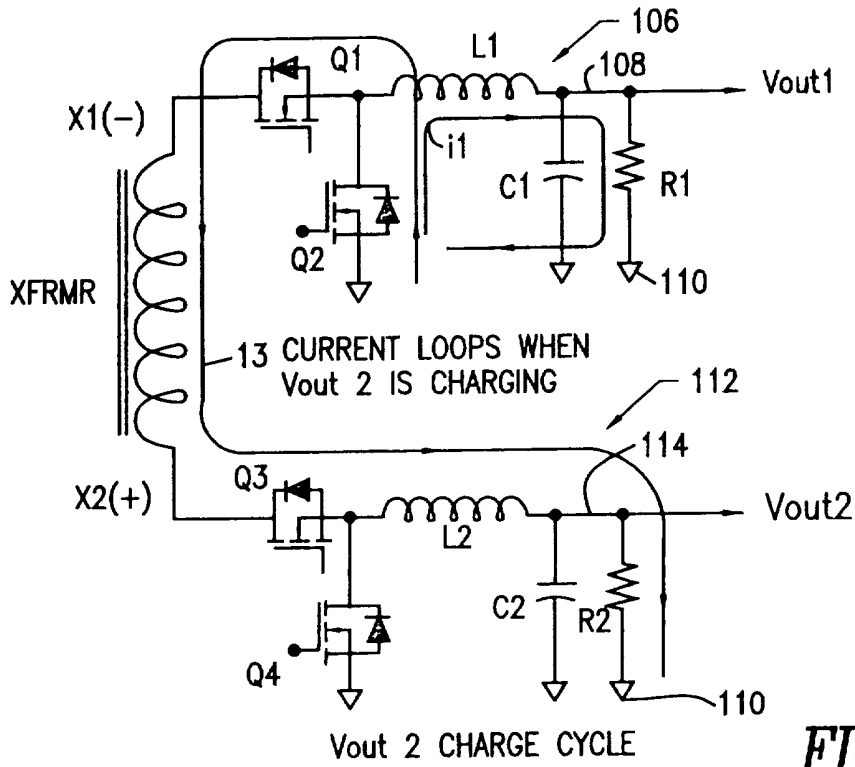 106
L1
Q1
108
Vout1
X1(-)
i1
C1
R1
Q2
110
XFRMR
13 CURRENT LOOPS WHEN
Vout 2 IS CHARGING
112
114
Q3
X2(+)
L2
Vout2
C2
R2
Q4
110
Vout 2 CHARGE CYCLE